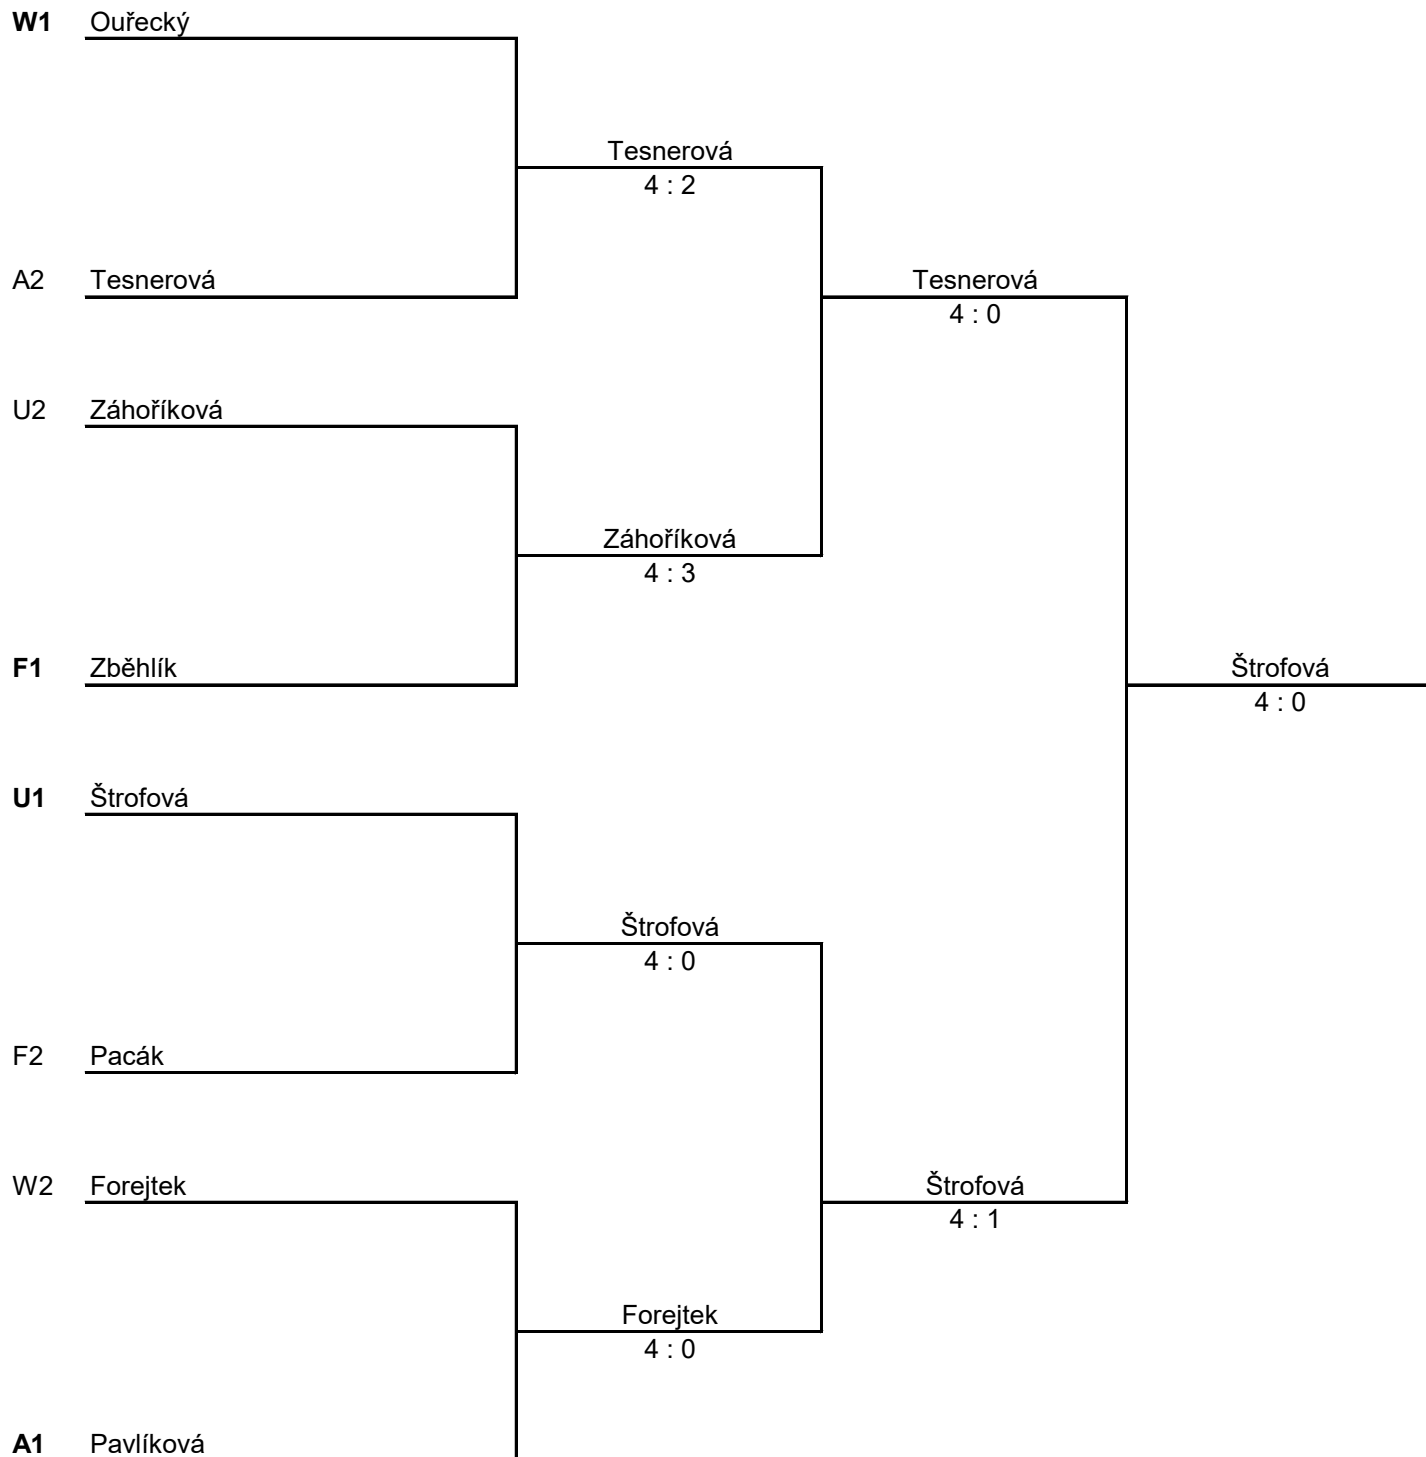 W1 Ouřecký
Tesnerová
4 : 2
A2 Tesnerová
Tesnerová
4 : 0
U2 Záhoříková
Záhoříková
4 : 3
F1 Zběhlík
Štrofová
4 : 0
U1 Štrofová
Štrofová
4 : 0
F2 Pacák
W2 Forejtek
Štrofová
4 : 1
Forejtek
4 : 0
A1 Pavlíková